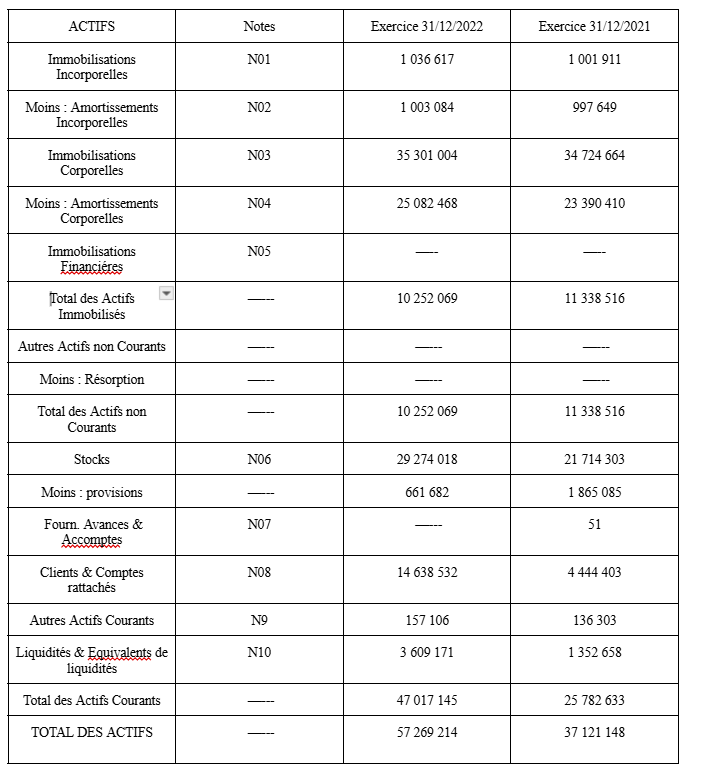 ACTIFS Notes Exercice 31/12/2022 Exercice 31/12/2021
Immobilisations N01 1 036 617 1 001 911
Incorporelles
Moins : Amortissements N02 1 003 084 997 649
Incorporelles
Immobilisations N03 35 301 004 34 724 664
Corporelles
Moins : Amortissements N04 25 082 468 23 390 410
Corporelles
Immobilisations N05 ----- -----
Financiéres
Total des Actifs ------ 10 252 069 11 338 516
Immobilisés
Autres Actifs non Courants ------ ------ ------
Moins : Résorption ------ ------ ------
Total des Actifs non ------ 10 252 069 11 338 516
Courants
Stocks N06 29 274 018 21 714 303
Moins : provisions ------ 661 682 1 865 085
Fourn. Avances & N07 ------ 51
Accomptes
Clients & Comptes N08 14 638 532 4 444 403
rattachés
Autres Actifs Courants N9 157 106 136 303
Liquidités & Equivalents de N10 3 609 171 1 352 658
liquidités
Total des Actifs Courants ------ 47 017 145 25 782 633
TOTAL DES ACTIFS ------ 57 269 214 37 121 148